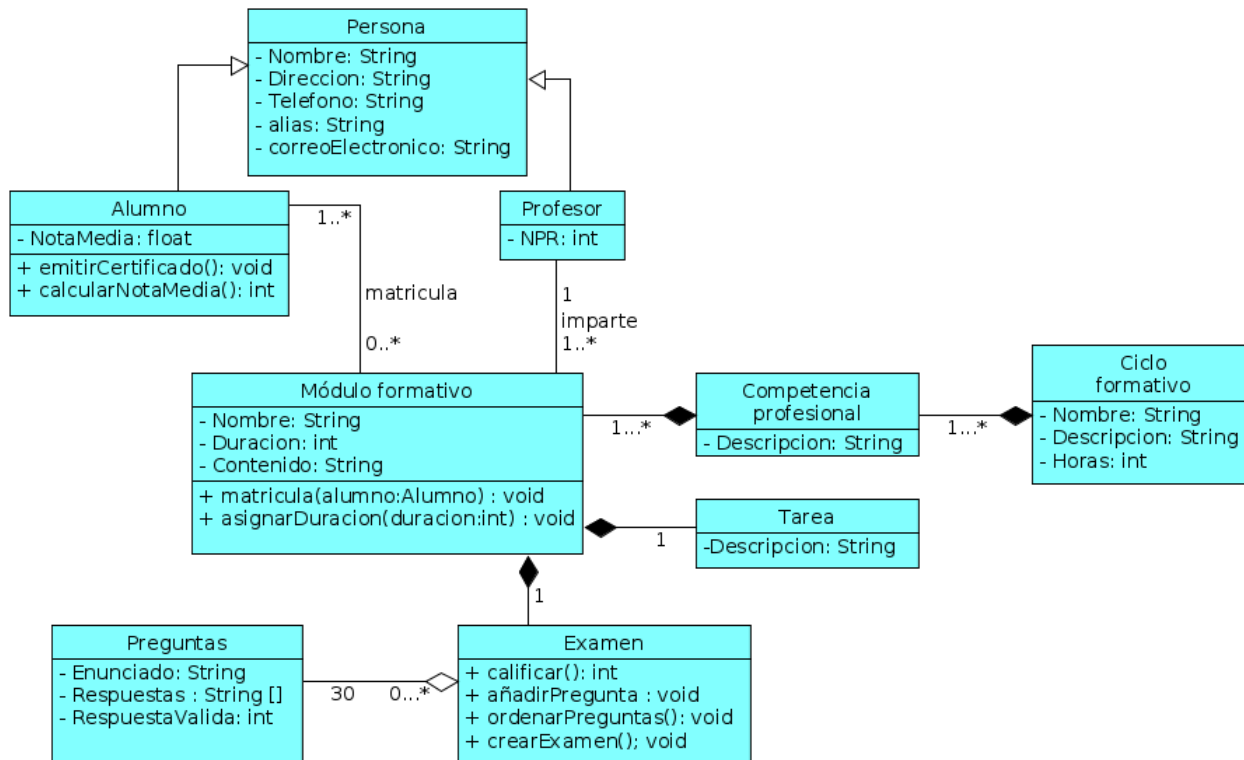 Persona
- Nombre: String
- Direccion: String
- Telefono: String
- alias: String
- correoElectronico: String
Alumno
- NotaMedia: float
+ emitirCertificado(): void
+ calcularNotaMedia(): int
1..*
matricula
0..*
Profesor
- NPR: int
1
imparte
1..*
Módulo formativo
- Nombre: String
- Duracion: int
- Contenido: String
+ matricula(alumno:Alumno) : void
+ asignarDuracion(duracion:int) : void
1...*
Competencia
profesional
- Descripcion: String
1...*
Ciclo
formativo
- Nombre: String
- Descripcion: String
- Horas: int
1
Tarea
-Descripcion: String
1
Preguntas
- Enunciado: String
- Respuestas : String []
- RespuestaValida: int
30
0...*
Examen
+ calificar(): int
+ añadirPregunta : void
+ ordenarPreguntas(): void
+ crearExamen(); void